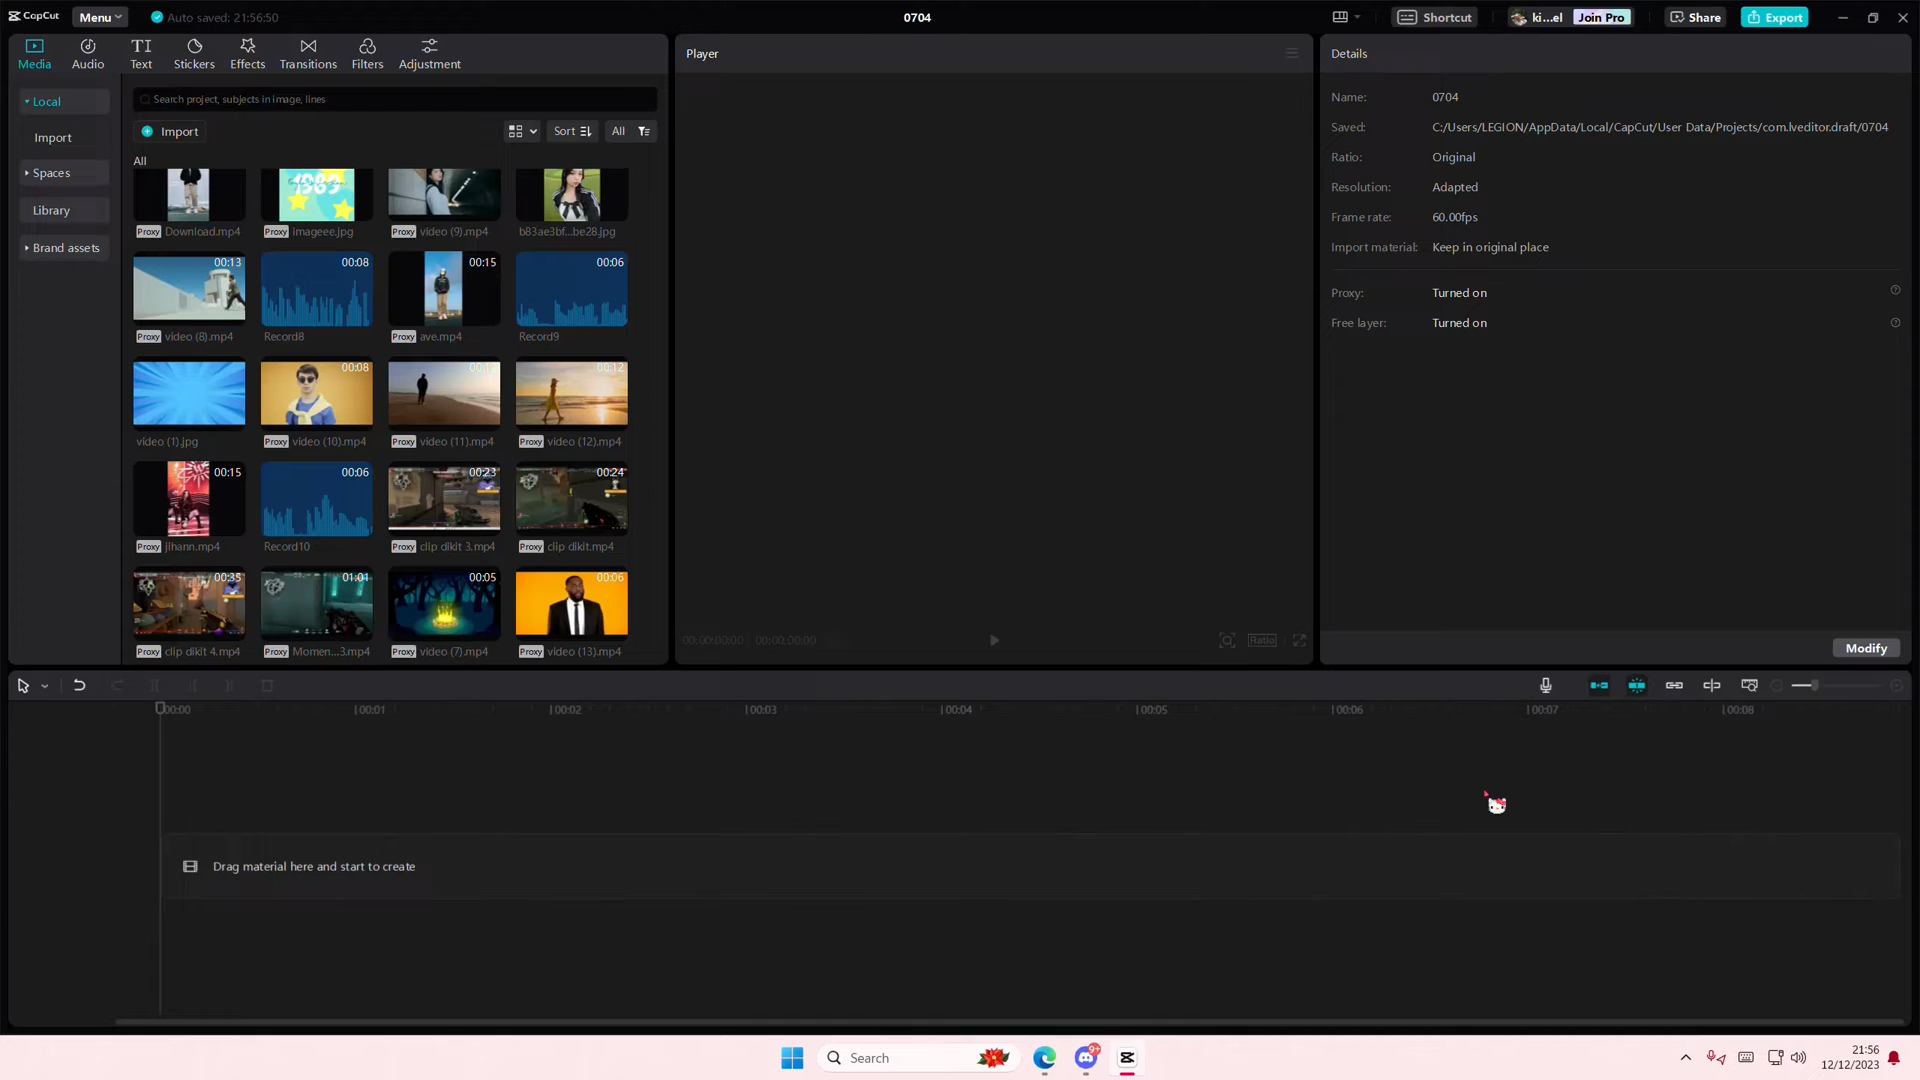 CapCut
Menu
Auto saved: 21:56:50
0704
Shortcut
ki...el
Join Pro
Share
Export
Media
Audio
TI
Text
Stickers
Effects
Transitions
Filters
Adjustment
Player
Details
Local
Import
Spaces
Library
Brand assets
Search project, subjects in image, lines
Import
Sort
All
All
1989
Proxy Download.mp4
Proxy Imageee.jpg
Proxy video (9).mp4
b83ae3bf...be28.jpg
00:13
00:08
00:15
00:06
Proxy video (8).mp4
Record8
Proxy ave.mp4
Record9
00:08
00:12
video (1).jpg
Proxy video (10).mp4
Proxy video (11).mp4
Proxy video (12).mp4
00:15
00:06
00:23
00:24
Proxy jihann.mp4
Record10
Proxy clip dikit 3.mp4
Proxy clip dikit.mp4
00:35
01:01
00:05
00:06
Proxy clip dikit 4.mp4
Proxy Momen...3.mp4
Proxy video (7).mp4
Proxy video (13).mp4
00:00:00:00
00:00:00:00
Ratio
Name: 0704
Saved: C:/Users/LEGION/AppData/Local/CapCut/User Data/Projects/com.lveditor.draft/0704
Ratio: Original
Resolution: Adapted
Frame rate: 60.00fps
Import material: Keep in original place
Proxy: Turned on
Free layer: Turned on
Modify
00:00
00:01
00:02
00:03
00:04
00:05
00:06
00:07
00:08
Drag material here and start to create
Search
9+
21:56
12/12/2023